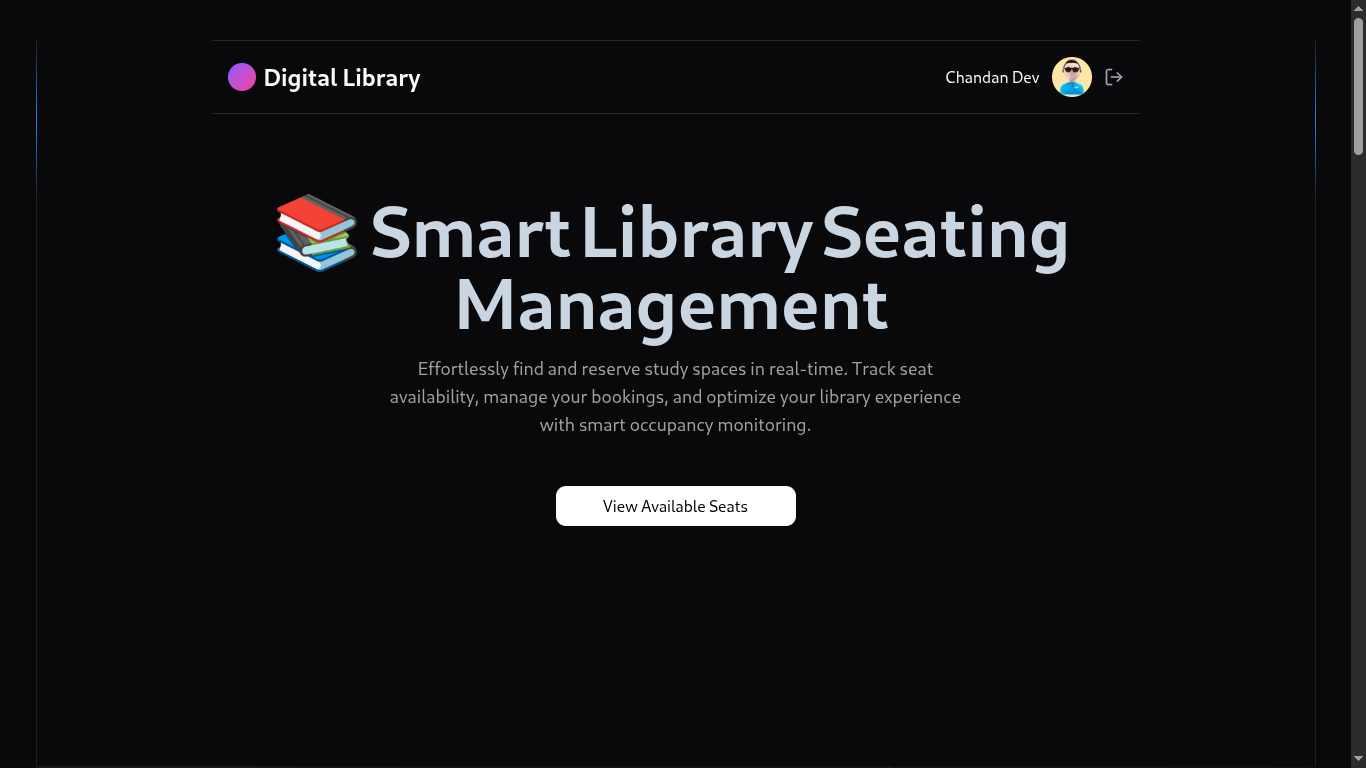 Digital Library
Chandan Dev
Smart Library Seating
Management
Effortlessly find and reserve study spaces in real-time. Track seat
availability, manage your bookings, and optimize your library experience
with smart occupancy monitoring.
View Available Seats